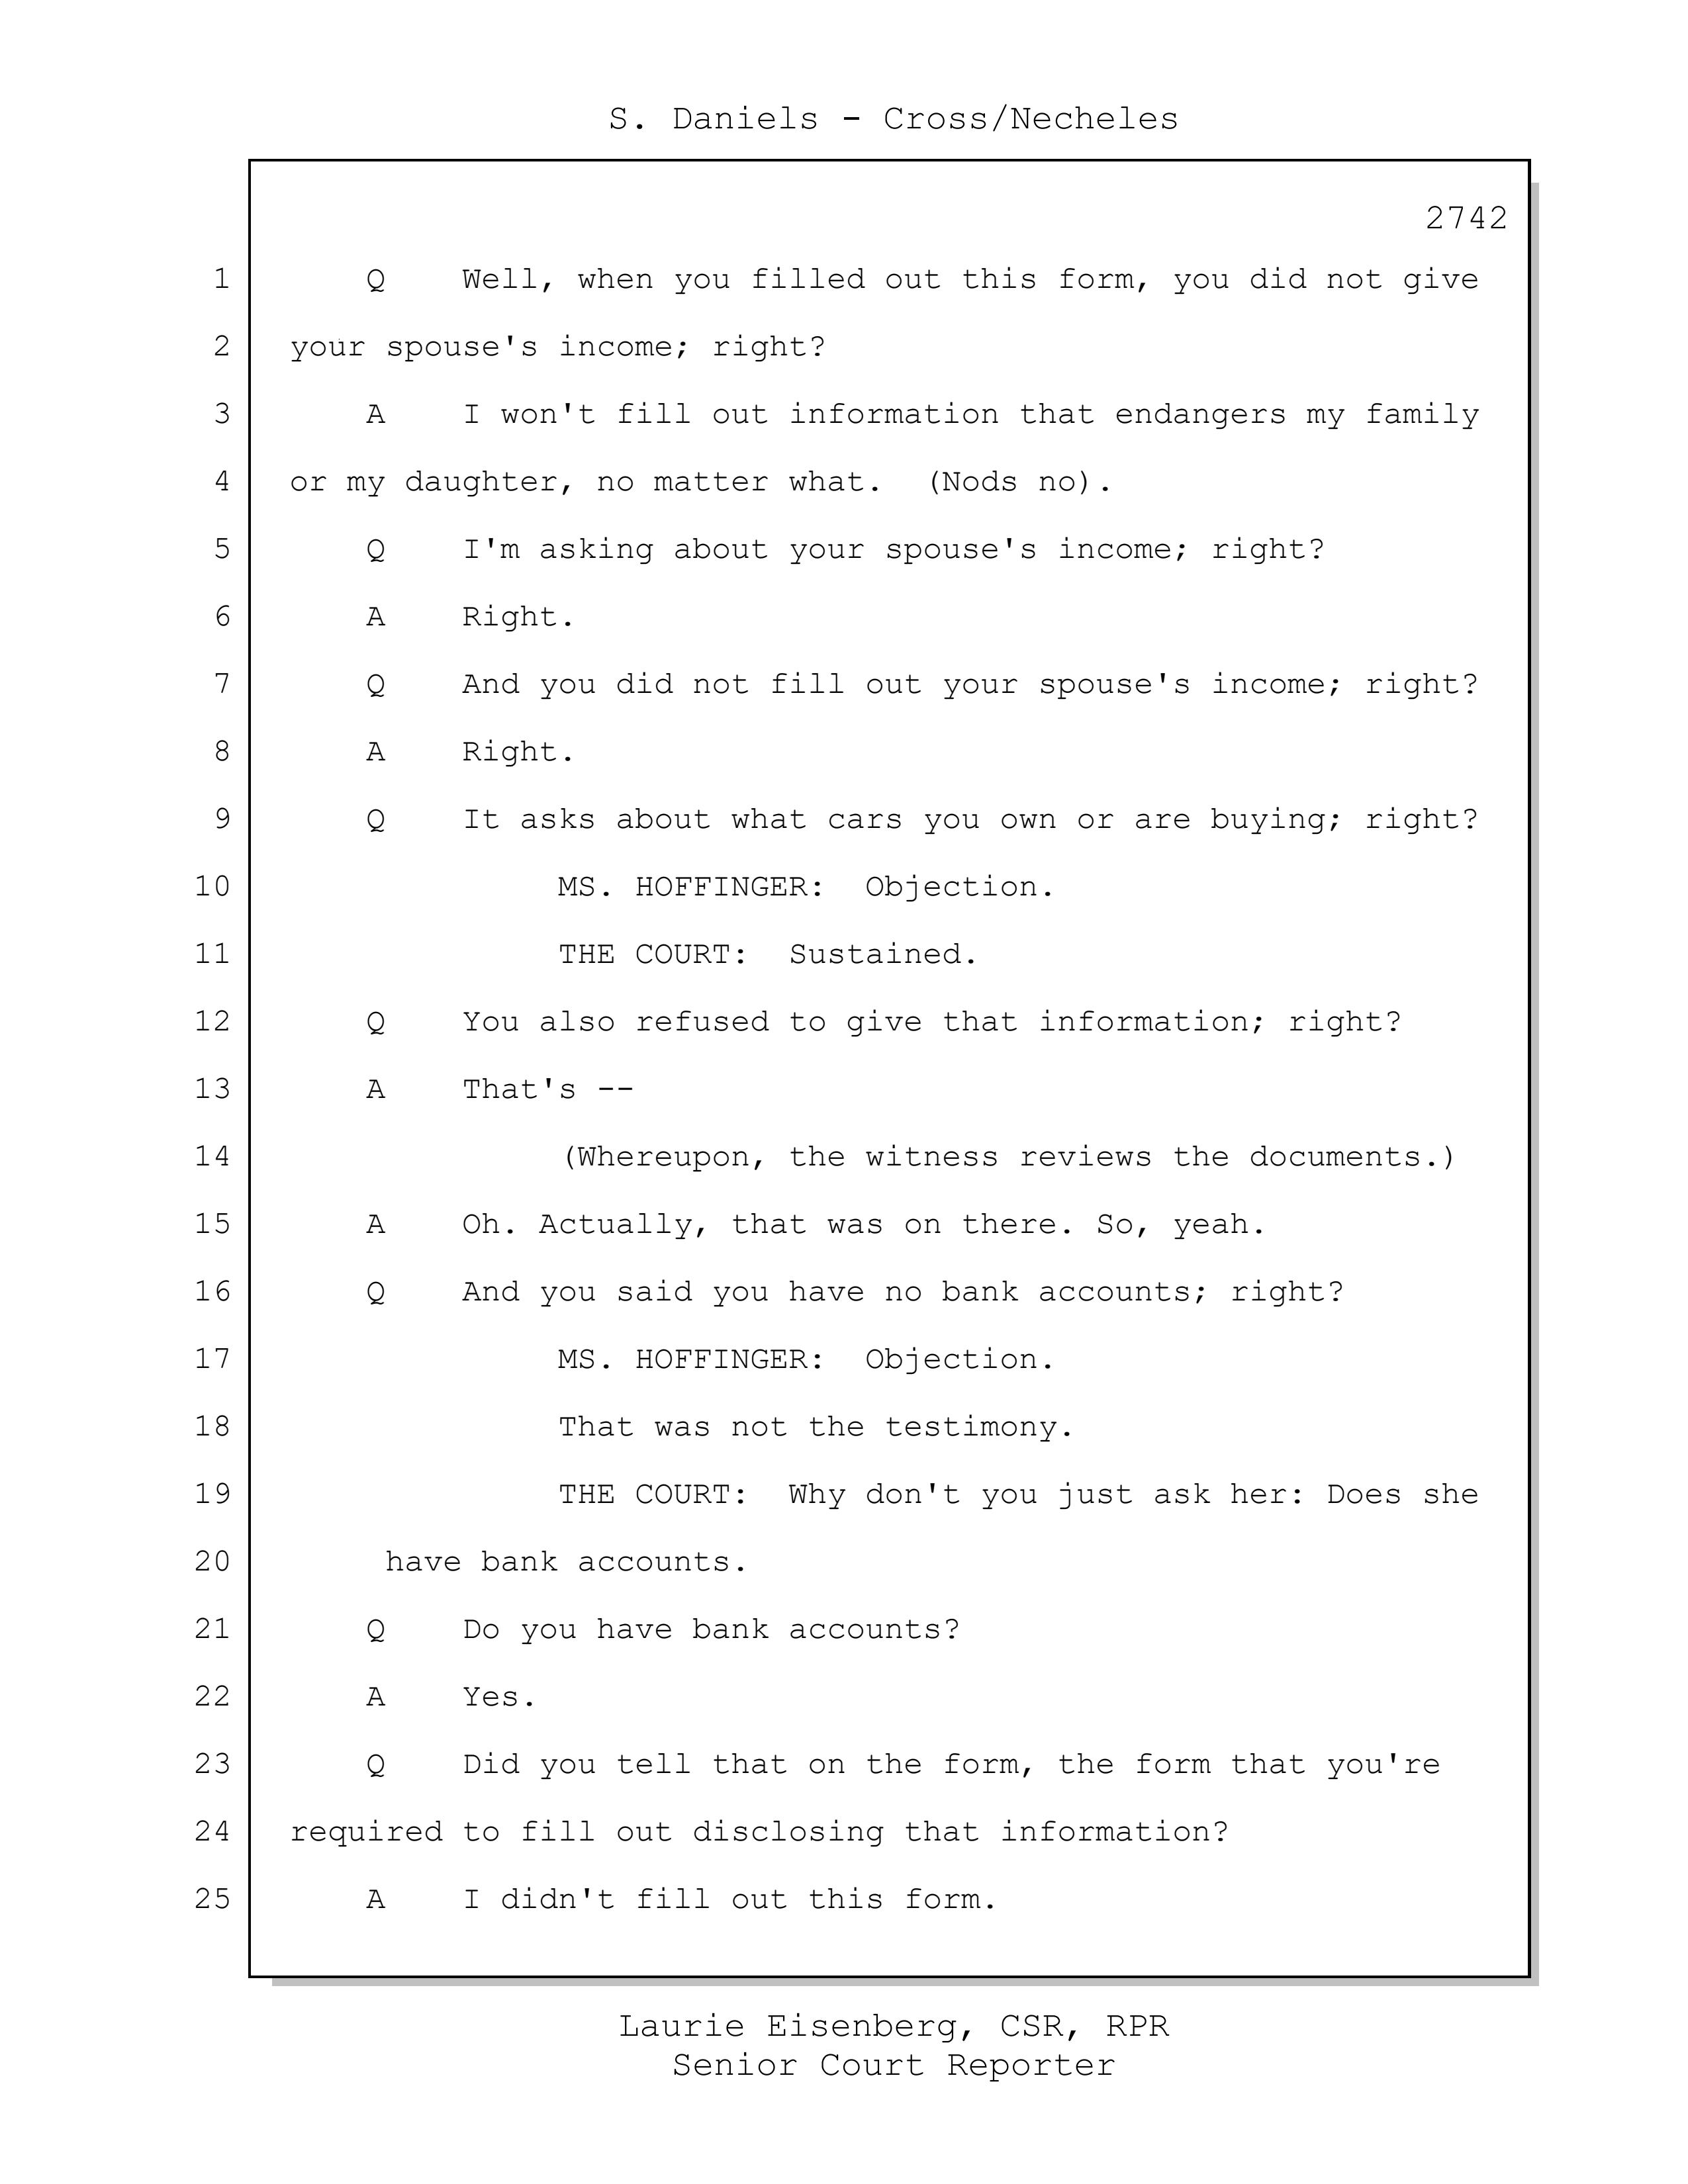 S. Daniels - Cross/Necheles
2742
1 Q Well, when you filled out this form, you did not give
2 your spouse's income; right?
3 A I won't fill out information that endangers my family
4 or my daughter, no matter what. (Nods no).
5 Q I'm asking about your spouse's income; right?
6 A Right.
7 Q And you did not fill out your spouse's income; right?
8 A Right.
9 Q It asks about what cars you own or are buying; right?
10 MS. HOFFINGER: Objection.
11 THE COURT: Sustained.
12 Q You also refused to give that information; right?
13 A That's --
14 (Whereupon, the witness reviews the documents.)
15 A Oh. Actually, that was on there. So, yeah.
16 Q And you said you have no bank accounts; right?
17 MS. HOFFINGER: Objection.
18 That was not the testimony.
19 THE COURT: Why don't you just ask her: Does she
20 have bank accounts.
21 Q Do you have bank accounts?
22 A Yes.
23 Q Did you tell that on the form, the form that you're
24 required to fill out disclosing that information?
25 A I didn't fill out this form.
Laurie Eisenberg, CSR, RPR
Senior Court Reporter